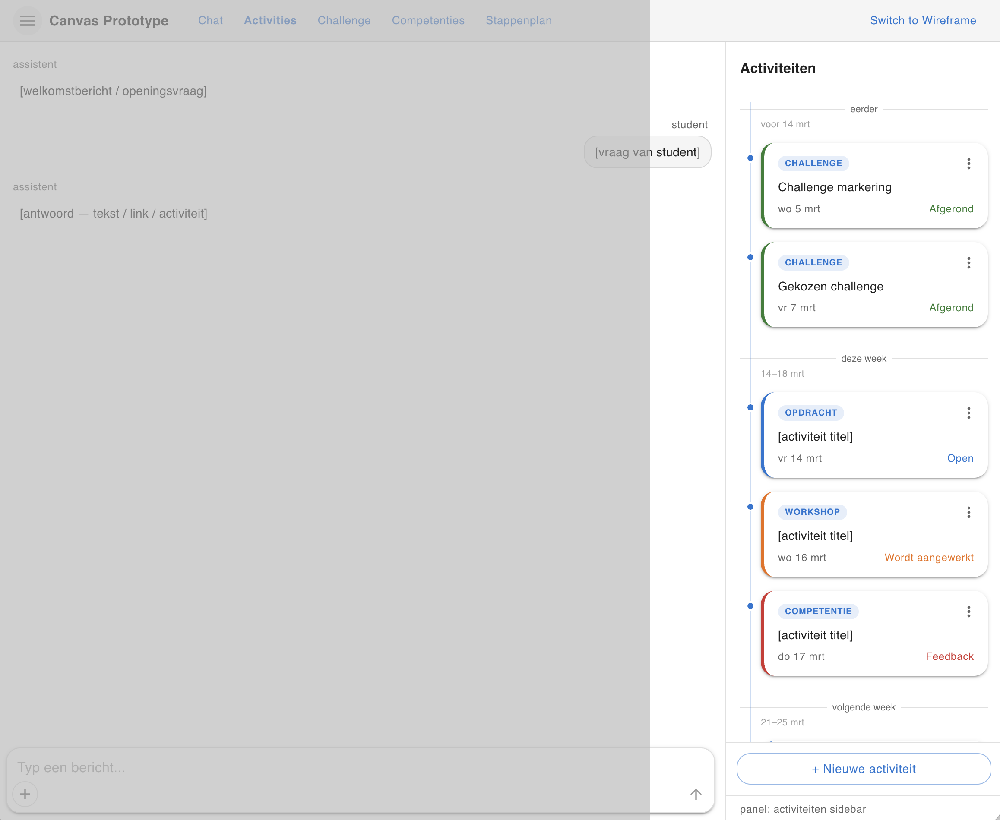 Canvas Prototype Chat Activities Challenge Competenties Stappenplan Switch to Wireframe
assistent
[welkomstbericht / openingsvraag]
student
[vraag van student]
assistent
[antwoord — tekst / link / activiteit]
Typ een bericht...
Activiteiten
eerder
voor 14 mrt
CHALLENGE
Challenge markering
wo 5 mrt Afgerond
CHALLENGE
Gekozen challenge
vr 7 mrt Afgerond
deze week
14–18 mrt
OPDRACHT
[activiteit titel]
vr 14 mrt Open
WORKSHOP
[activiteit titel]
wo 16 mrt Wordt aangewerkt
COMPETENTIE
[activiteit titel]
do 17 mrt Feedback
volgende week
21–25 mrt
+ Nieuwe activiteit
panel: activiteiten sidebar